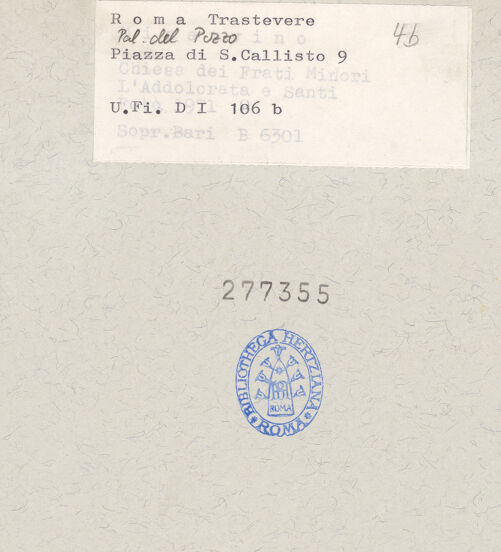 Roma Trastevere
Pal. del Pozzo
4b
Piazza di S.Callisto 9
Chiesa dei Frati Minori
L'Addolorata e Santi
U.Fi. D I 106 b
Sopr.Bari B 6301
277355
BIBLIOTHECA HERTZIANA
ROMA
ROMA